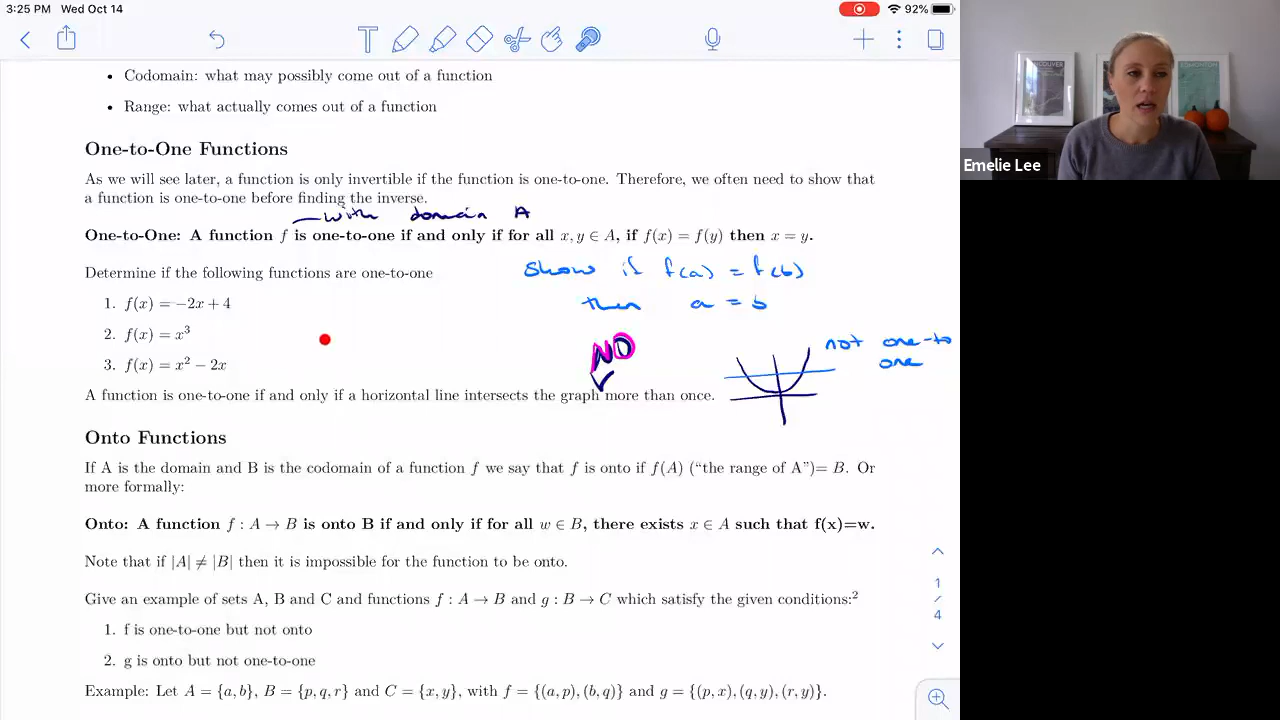 3:25 PM Wed Oct 14
92%
• Codomain: what may possibly come out of a function
• Range: what actually comes out of a function
One-to-One Functions
As we will see later, a function is only invertible if the function is one-to-one. Therefore, we often need to show that
a function is one-to-one before finding the inverse.
with domain A
One-to-One: A function f is one-to-one if and only if for all x, y ∈ A, if f(x) = f(y) then x = y.
Determine if the following functions are one-to-one
show if f(a) = f(b)
then a = b
1. f(x) = −2x + 4
2. f(x) = x³
3. f(x) = x² − 2x
NO
not one-to
one
A function is one-to-one if and only if a horizontal line intersects the graph more than once.
Onto Functions
If A is the domain and B is the codomain of a function f we say that f is onto if f(A) (“the range of A”)= B. Or
more formally:
Onto: A function f : A → B is onto B if and only if for all w ∈ B, there exists x ∈ A such that f(x)=w.
Note that if |A| ≠ |B| then it is impossible for the function to be onto.
Give an example of sets A, B and C and functions f : A → B and g : B → C which satisfy the given conditions:²
1. f is one-to-one but not onto
2. g is onto but not one-to-one
Example: Let A = {a, b}, B = {p, q, r} and C = {x, y}, with f = {(a, p), (b, q)} and g = {(p, x), (q, y), (r, y)}.
1
/
4
T
VANCOUVER
EDMONTON
Emelie Lee